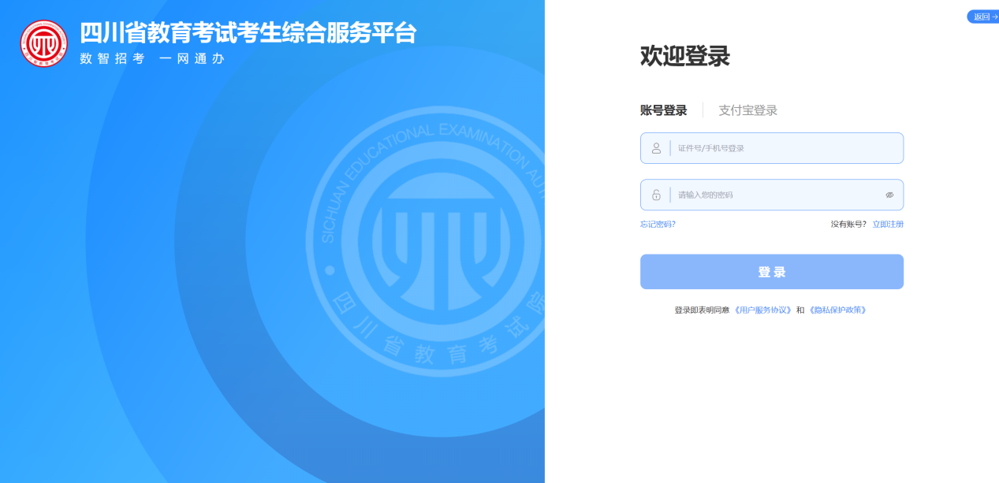 四川省教育考试考生综合服务平台
数智招考 一网通办
SICHUAN EDUCATIONAL EXAMINATION AUT
四川省教育考试院
返回 →
欢迎登录
账号登录
支付宝登录
证件号/手机号登录
请输入您的密码
忘记密码?
没有账号? 立即注册
登 录
登录即表明同意 《用户服务协议》 和 《隐私保护政策》